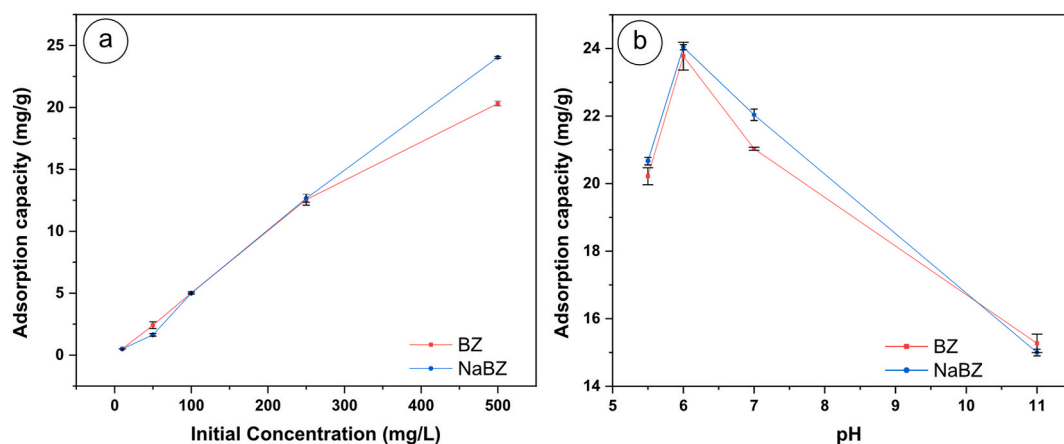 a
Adsorption capacity (mg/g)
25
20
15
10
5
0
0
100
200
300
400
500
Initial Concentration (mg/L)
BZ
NaBZ
b
Adsorption capacity (mg/g)
24
22
20
18
16
14
5
6
7
8
9
10
11
pH
BZ
NaBZ